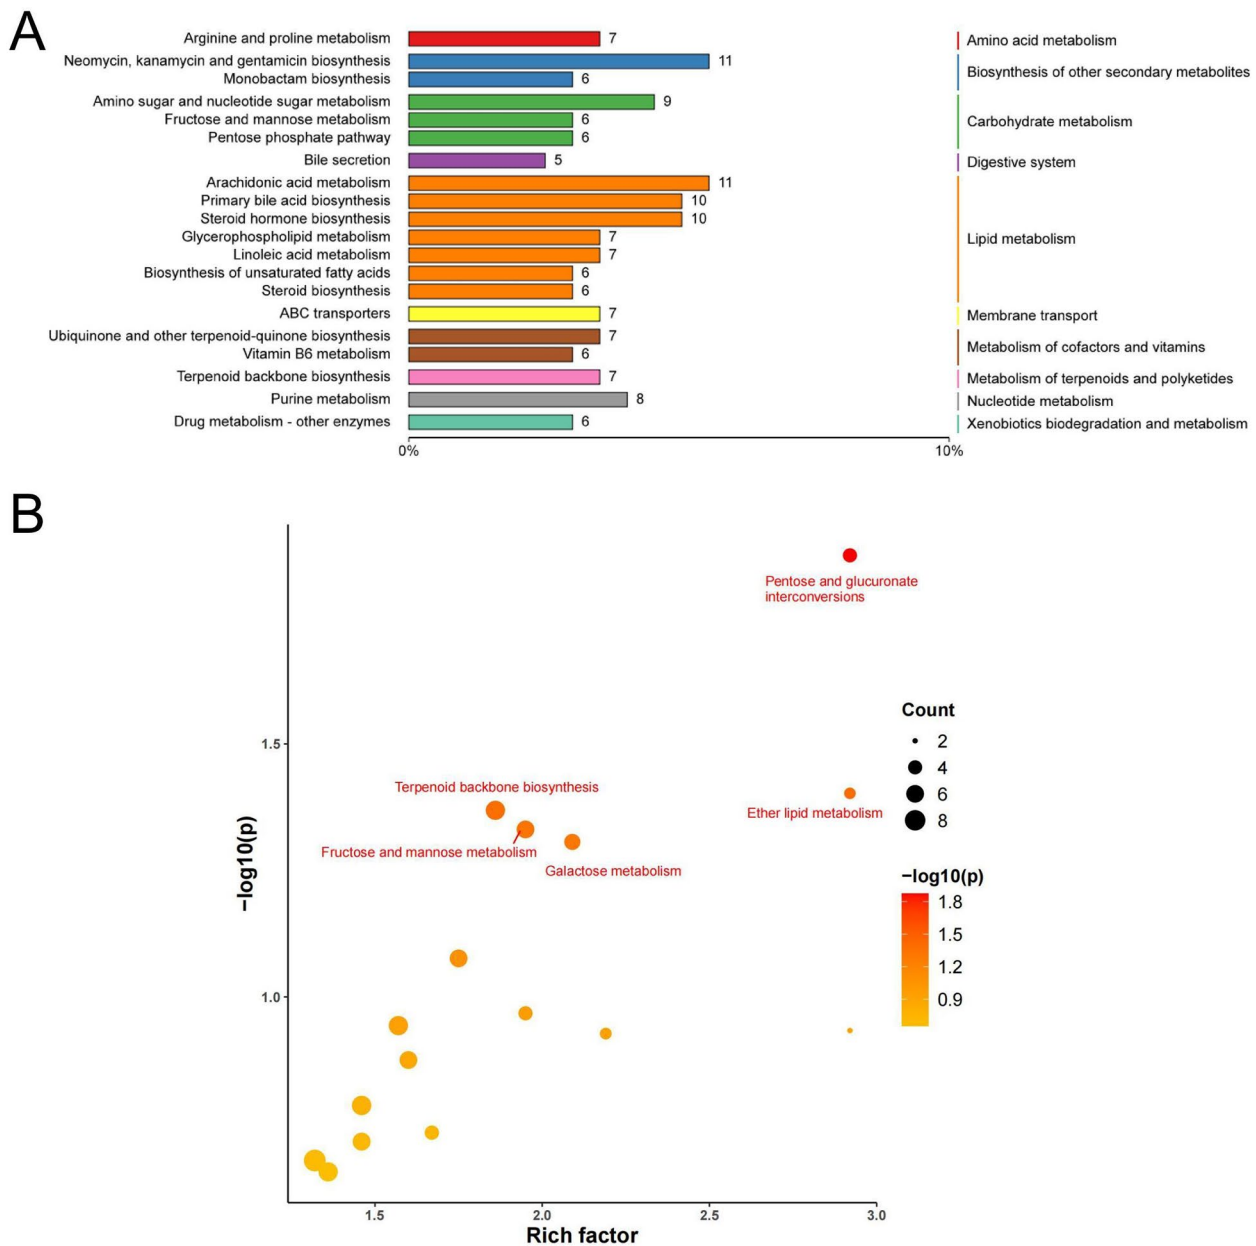 A
Arginine and proline metabolism 7 Amino acid metabolism
Neomycin, kanamycin and gentamicin biosynthesis 11 Biosynthesis of other secondary metabolites
Monobactam biosynthesis 6
Amino sugar and nucleotide sugar metabolism 9
Fructose and mannose metabolism 6 Carbohydrate metabolism
Pentose phosphate pathway 6
Bile secretion 5 Digestive system
Arachidonic acid metabolism 11
Primary bile acid biosynthesis 10
Steroid hormone biosynthesis 10
Glycerophospholipid metabolism 7 Lipid metabolism
Linoleic acid metabolism 7
Biosynthesis of unsaturated fatty acids 6
Steroid biosynthesis 6
ABC transporters 7 Membrane transport
Ubiquinone and other terpenoid-quinone biosynthesis 7 Metabolism of cofactors and vitamins
Vitamin B6 metabolism 6
Terpenoid backbone biosynthesis 7 Metabolism of terpenoids and polyketides
Purine metabolism 8 Nucleotide metabolism
Drug metabolism - other enzymes 6 Xenobiotics biodegradation and metabolism
0% 10%
B
Pentose and glucuronate
interconversions
Count
2
4
6
8
1.5
Terpenoid backbone biosynthesis
Ether lipid metabolism
Fructose and mannose metabolism
Galactose metabolism
−log10(p)
−log10(p)
1.8
1.5
1.2
0.9
1.0
1.5 2.0 2.5 3.0
Rich factor